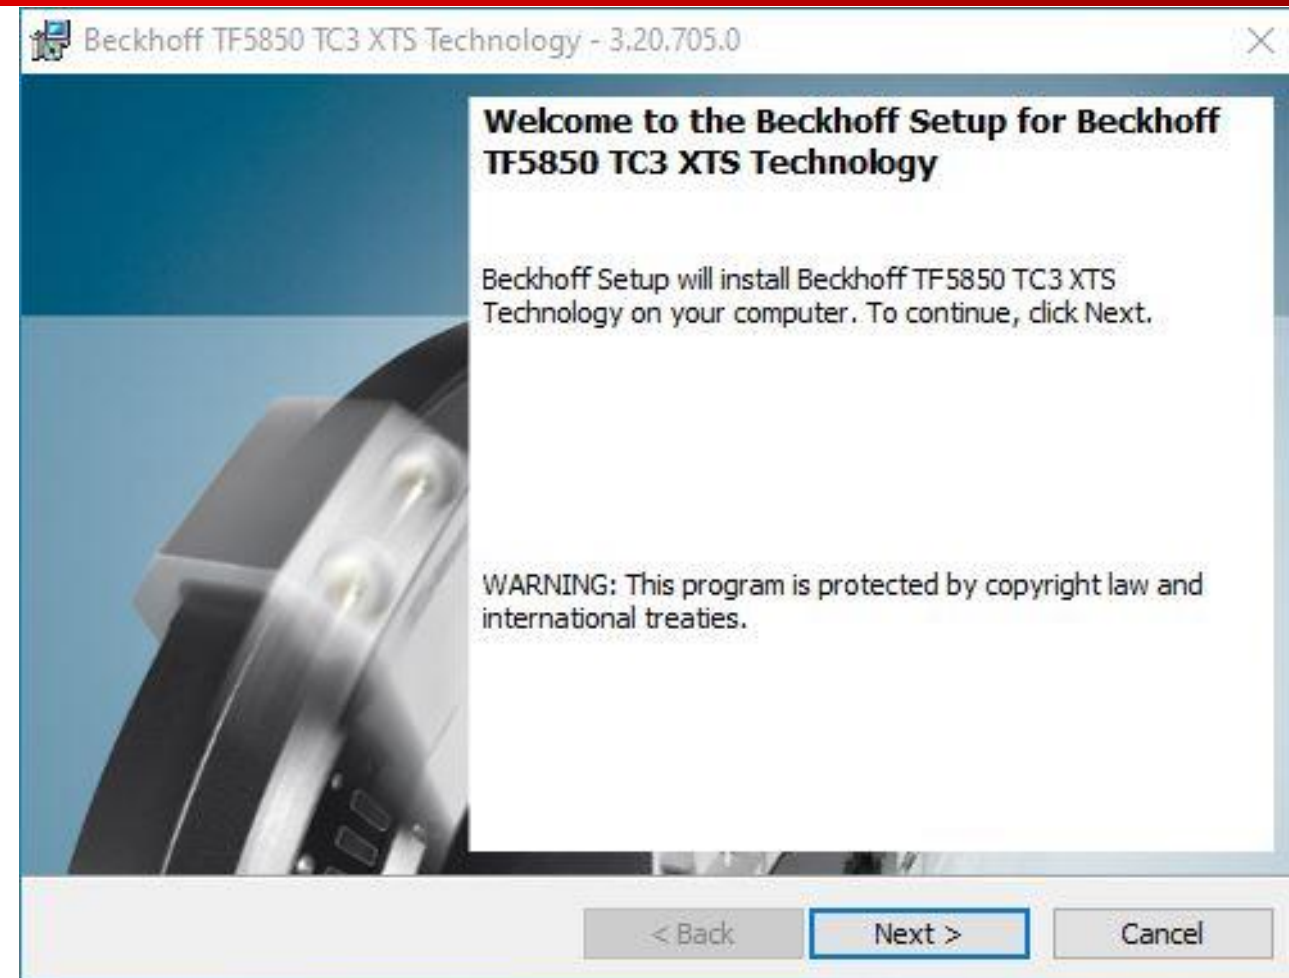 Beckhoff TF5850 TC3 XTS Technology - 3.20.705.0
Welcome to the Beckhoff Setup for Beckhoff
TF5850 TC3 XTS Technology
Beckhoff Setup will install Beckhoff TF5850 TC3 XTS
Technology on your computer. To continue, click Next.
WARNING: This program is protected by copyright law and
international treaties.
< Back
Next >
Cancel